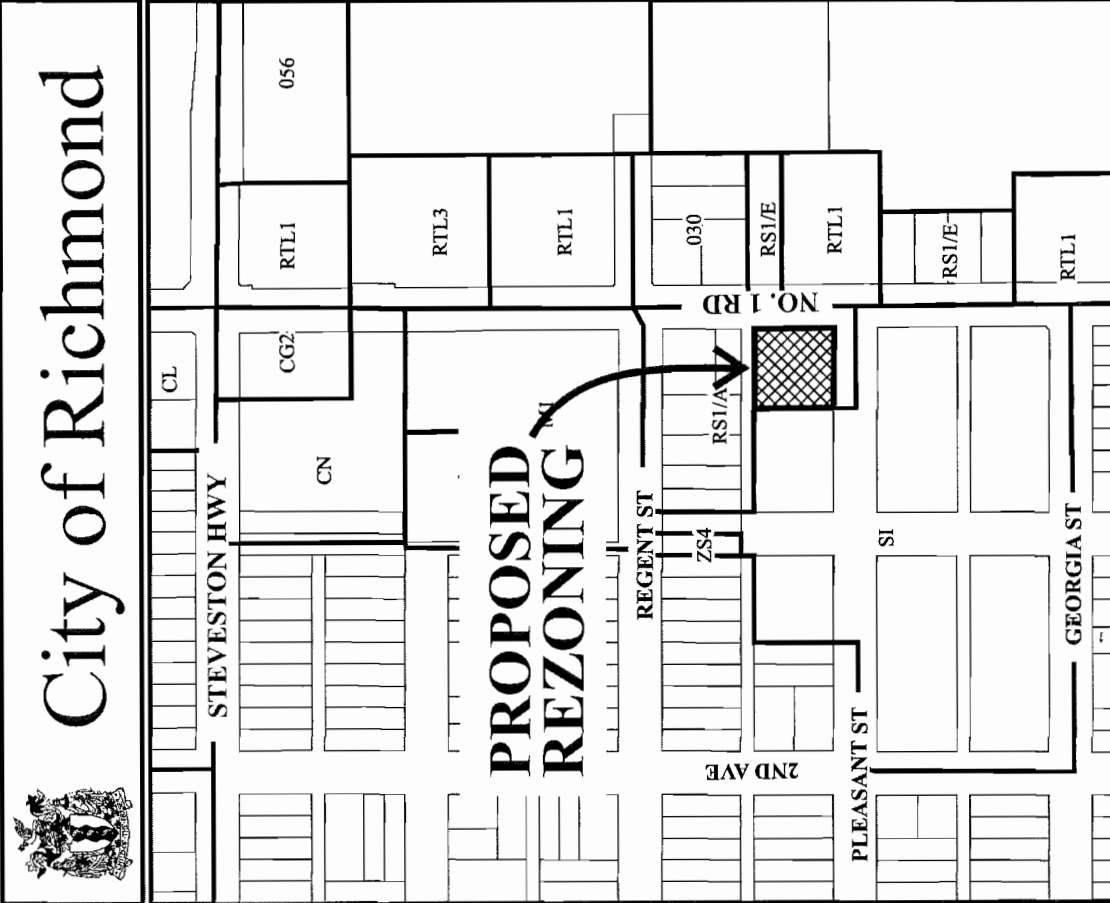 City of Richmond
056
CL
CG2
RTL1
RTL3
RTL1
CN
STEVESTON HWY
030
RS1/E
RTL1
RS1/E
RTL1
NO. 1 RD
PROPOSED
REZONING
RS1/A
REGENT ST
ZS4
SI
GEORGIA ST
2ND AVE
PLEASANT ST